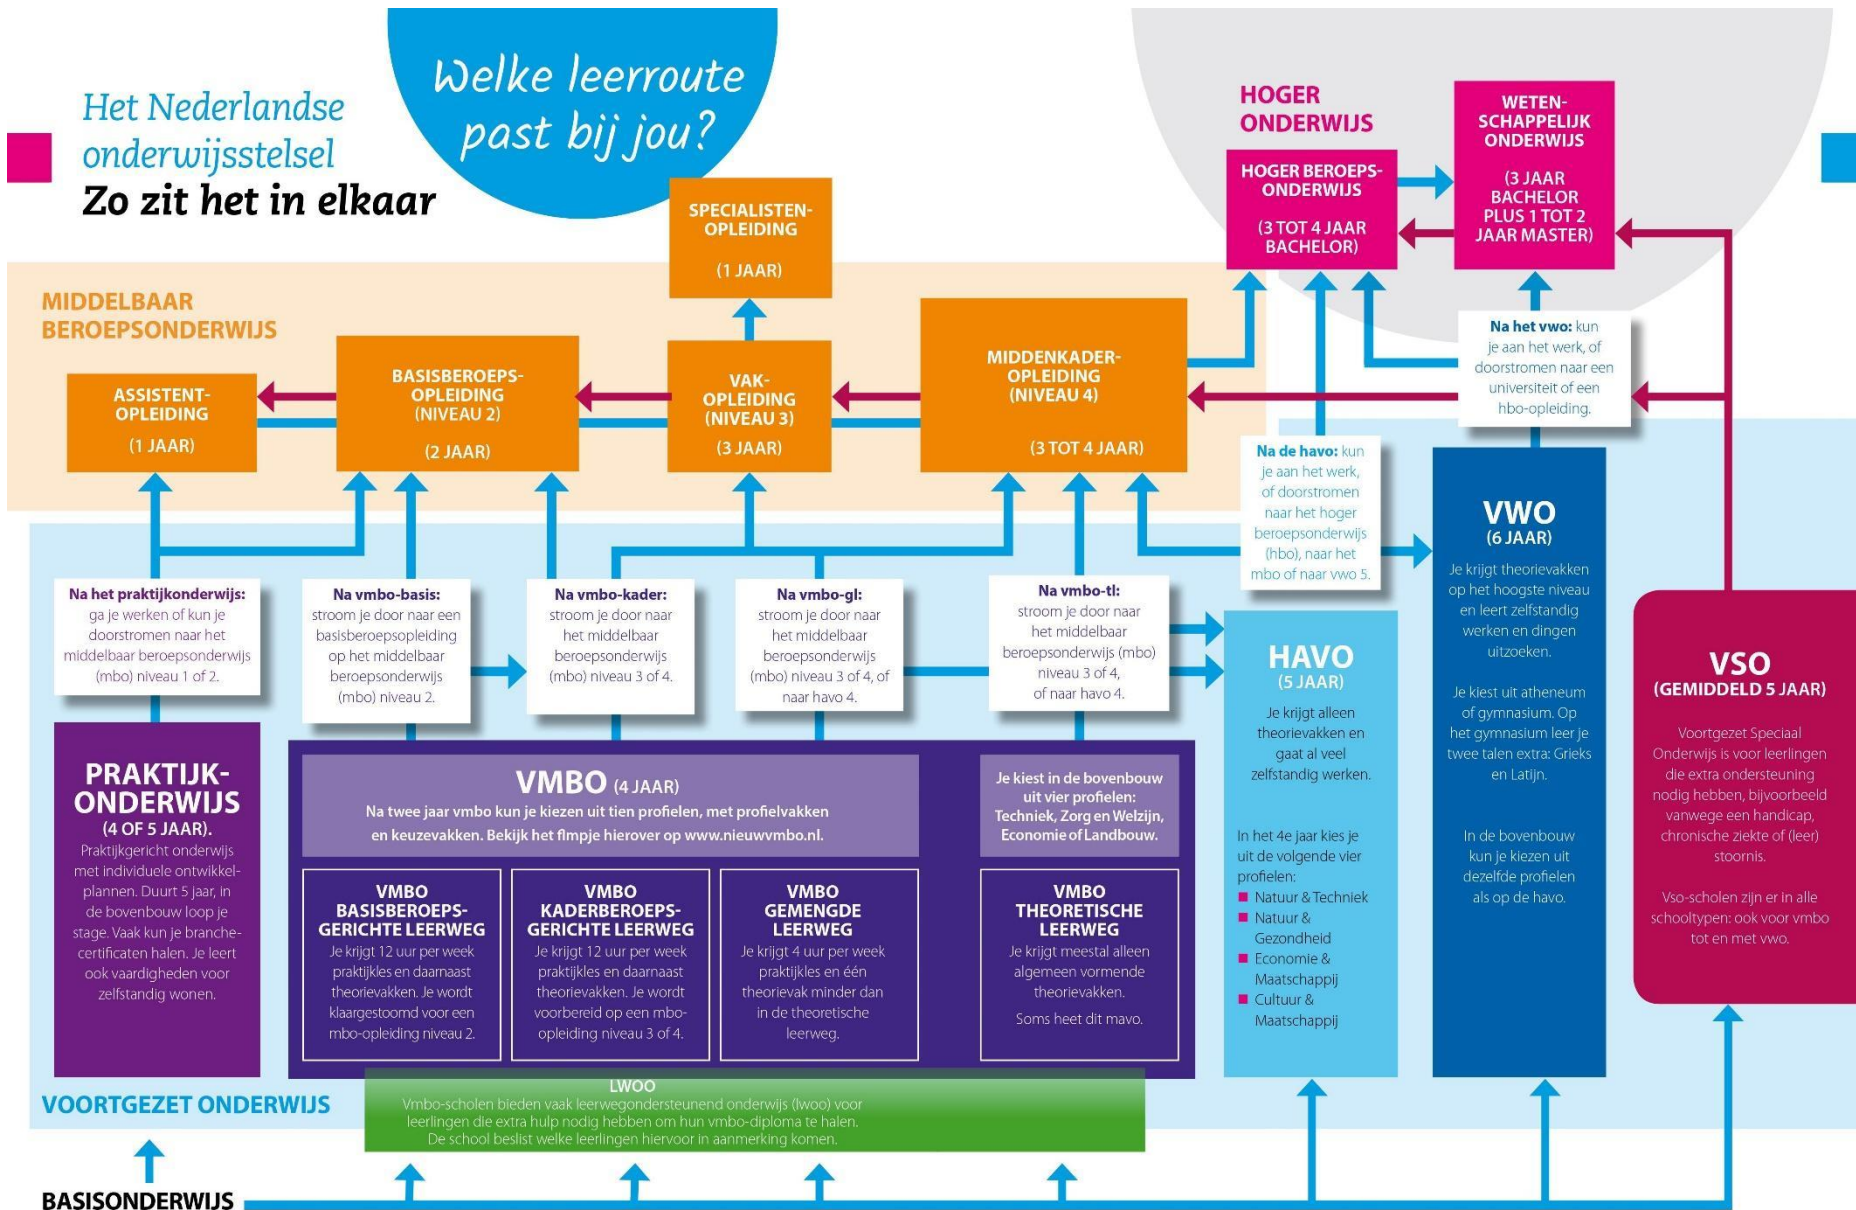 Het Nederlandse
onderwijsstelsel
Zo zit het in elkaar
Welke leerroute
past bij jou?
HOGER
ONDERWIJS
WETEN-
SCHAPPELIJK
ONDERWIJS
(3 JAAR
BACHELOR
PLUS 1 TOT 2
JAAR MASTER)
HOGER BEROEPS-
ONDERWIJS
(3 TOT 4 JAAR
BACHELOR)
SPECIALISTEN-
OPLEIDING
(1 JAAR)
MIDDELBAAR
BEROEPSONDERWIJS
ASSISTENT-
OPLEIDING
(1 JAAR)
BASISBEROEPS-
OPLEIDING
(NIVEAU 2)
(2 JAAR)
VAK-
OPLEIDING
(NIVEAU 3)
(3 JAAR)
MIDDENKADER-
OPLEIDING
(NIVEAU 4)
(3 TOT 4 JAAR)
Na het vwo: kun
je aan het werk, of
doorstromen naar een
universiteit of een
hbo-opleiding.
Na de havo: kun
je aan het werk,
of doorstromen
naar het hoger
beroepsonderwijs
(hbo), naar het
mbo of naar vwo 5.
Na het praktijkonderwijs:
ga je werken of kun je
doorstromen naar het
middelbaar beroepsonderwijs
(mbo) niveau 1 of 2.
Na vmbo-basis:
stroom je door naar een
basisberoepsopleiding
op het middelbaar
beroepsonderwijs
(mbo) niveau 2.
Na vmbo-kader:
stroom je door naar
het middelbaar
beroepsonderwijs
(mbo) niveau 3 of 4.
Na vmbo-gl:
stroom je door naar
het middelbaar
beroepsonderwijs
(mbo) niveau 3 of 4, of
naar havo 4.
Na vmbo-tl:
stroom je door naar
het middelbaar
beroepsonderwijs (mbo)
niveau 3 of 4,
of naar havo 4.
PRAKTIJK-
ONDERWIJS
(4 OF 5 JAAR).
Praktijkgericht onderwijs
met individuele ontwikkel-
plannen. Duurt 5 jaar, in
de bovenbouw loop je
stage. Vaak kun je branche-
certificaten halen. Je leert
ook vaardigheden voor
zelfstandig wonen.
VMBO (4 JAAR)
Na twee jaar vmbo kun je kiezen uit tien profielen, met profielvakken
en keuzevakken. Bekijk het flmpje hierover op www.nieuwvmbo.nl.
Je kiest in de bovenbouw
uit vier profielen:
Techniek, Zorg en Welzijn,
Economie of Landbouw.
VMBO
BASISBEROEPS-
GERICHTE LEERWEG
Je krijgt 12 uur per week
praktijkles en daarnaast
theorievakken. Je wordt
klaargestoomd voor een
mbo-opleiding niveau 2.
VMBO
KADERBEROEPS-
GERICHTE LEERWEG
Je krijgt 12 uur per week
praktijkles en daarnaast
theorievakken. Je wordt
voorbereid op een mbo-
opleiding niveau 3 of 4.
VMBO
GEMENGDE
LEERWEG
Je krijgt 4 uur per week
praktijkles en één
theorievak minder dan
in de theoretische
leerweg.
VMBO
THEORETISCHE
LEERWEG
Je krijgt meestal alleen
algemeen vormende
theorievakken.
Soms heet dit mavo.
HAVO
(5 JAAR)
Je krijgt alleen
theorievakken en
gaat al veel
zelfstandig werken.
In het 4e jaar kies je
uit de volgende vier
profielen:
Natuur & Techniek
Natuur &
Gezondheid
Economie &
Maatschappij
Cultuur &
Maatschappij
VWO
(6 JAAR)
Je krijgt theorievakken
op het hoogste niveau
en leert zelfstandig
werken en dingen
uitzoeken.
Je kiest uit atheneum
of gymnasium. Op
het gymnasium leer je
twee talen extra: Grieks
en Latijn.
In de bovenbouw
kun je kiezen uit
dezelfde profielen
als op de havo.
VSO
(GEMIDDELD 5 JAAR)
Voortgezet Speciaal
Onderwijs is voor leerlingen
die extra ondersteuning
nodig hebben, bijvoorbeeld
vanwege een handicap,
chronische ziekte of (leer)
stoornis.
Vso-scholen zijn er in alle
schooltypen: ook voor vmbo
tot en met vwo.
LWOO
Vmbo-scholen bieden vaak leerwegondersteunend onderwijs (lwoo) voor
leerlingen die extra hulp nodig hebben om hun vmbo-diploma te halen.
De school beslist welke leerlingen hiervoor in aanmerking komen.
VOORTGEZET ONDERWIJS
BASISONDERWIJS